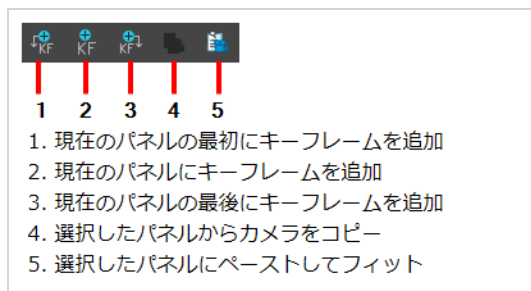 KF KF KF
1 2 3 4 5
1. 現在のパネルの最初にキーフレームを追加
2. 現在のパネルにキーフレームを追加
3. 現在のパネルの最後にキーフレームを追加
4. 選択したパネルからカメラをコピー
5. 選択したパネルにペーストしてフィット